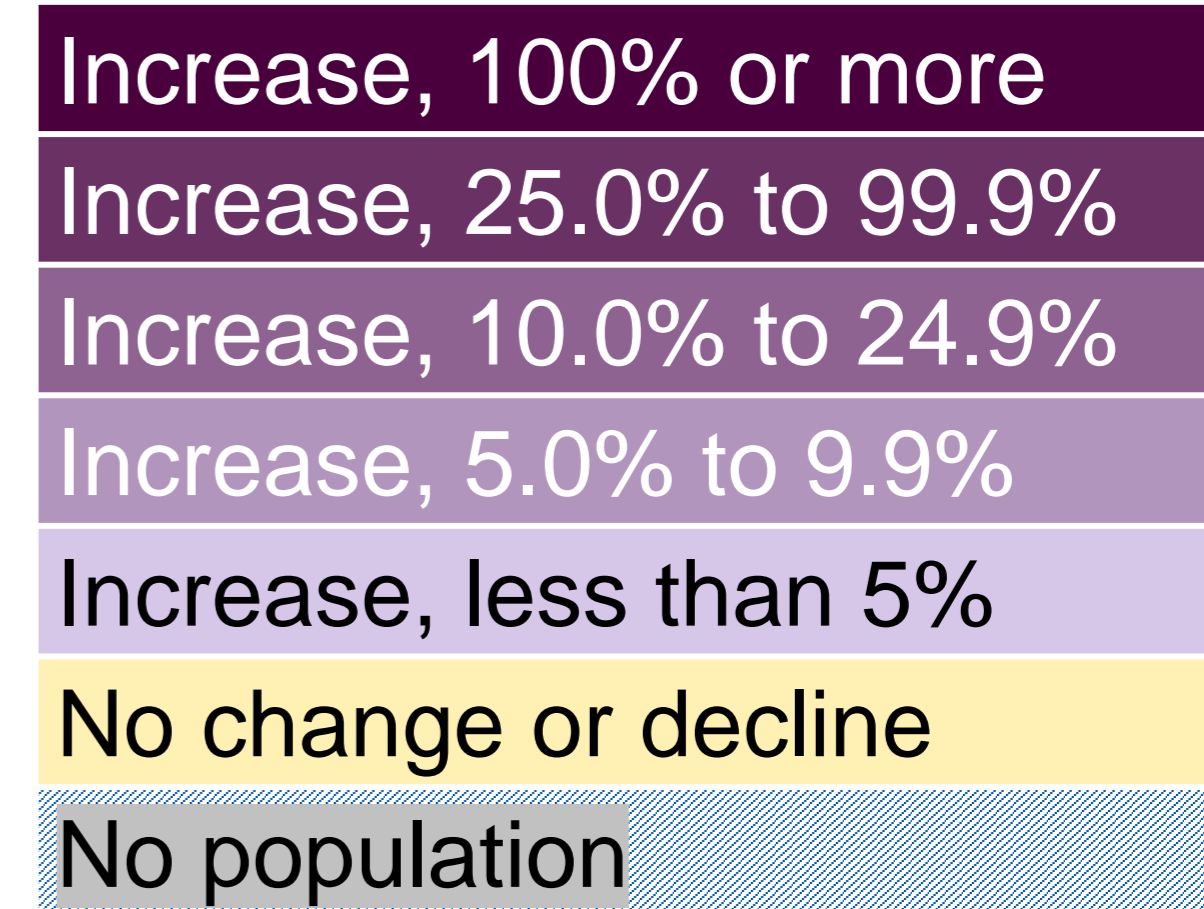 Increase, 100% or more
Increase, 25.0% to 99.9%
Increase, 10.0% to 24.9%
Increase, 5.0% to 9.9%
Increase, less than 5%
No change or decline
No population